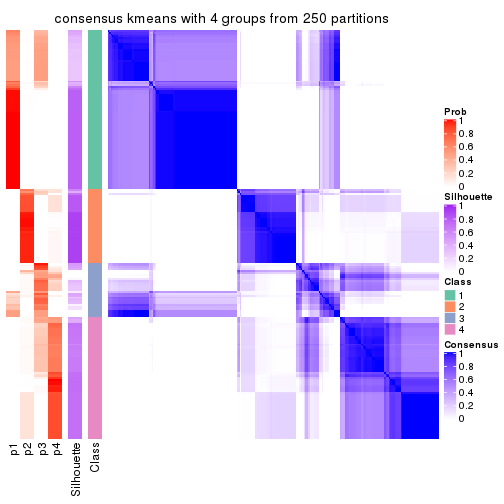 consensus kmeans with 4 groups from 250 partitions
Prob
1
0.8
0.6
0.4
0.2
0
Silhouette
1
0.8
0.6
0.4
0.2
0
Class
1
2
3
4
Consensus
1
0.8
0.6
0.4
0.2
0
p1
p2
p3
p4
Silhouette
Class